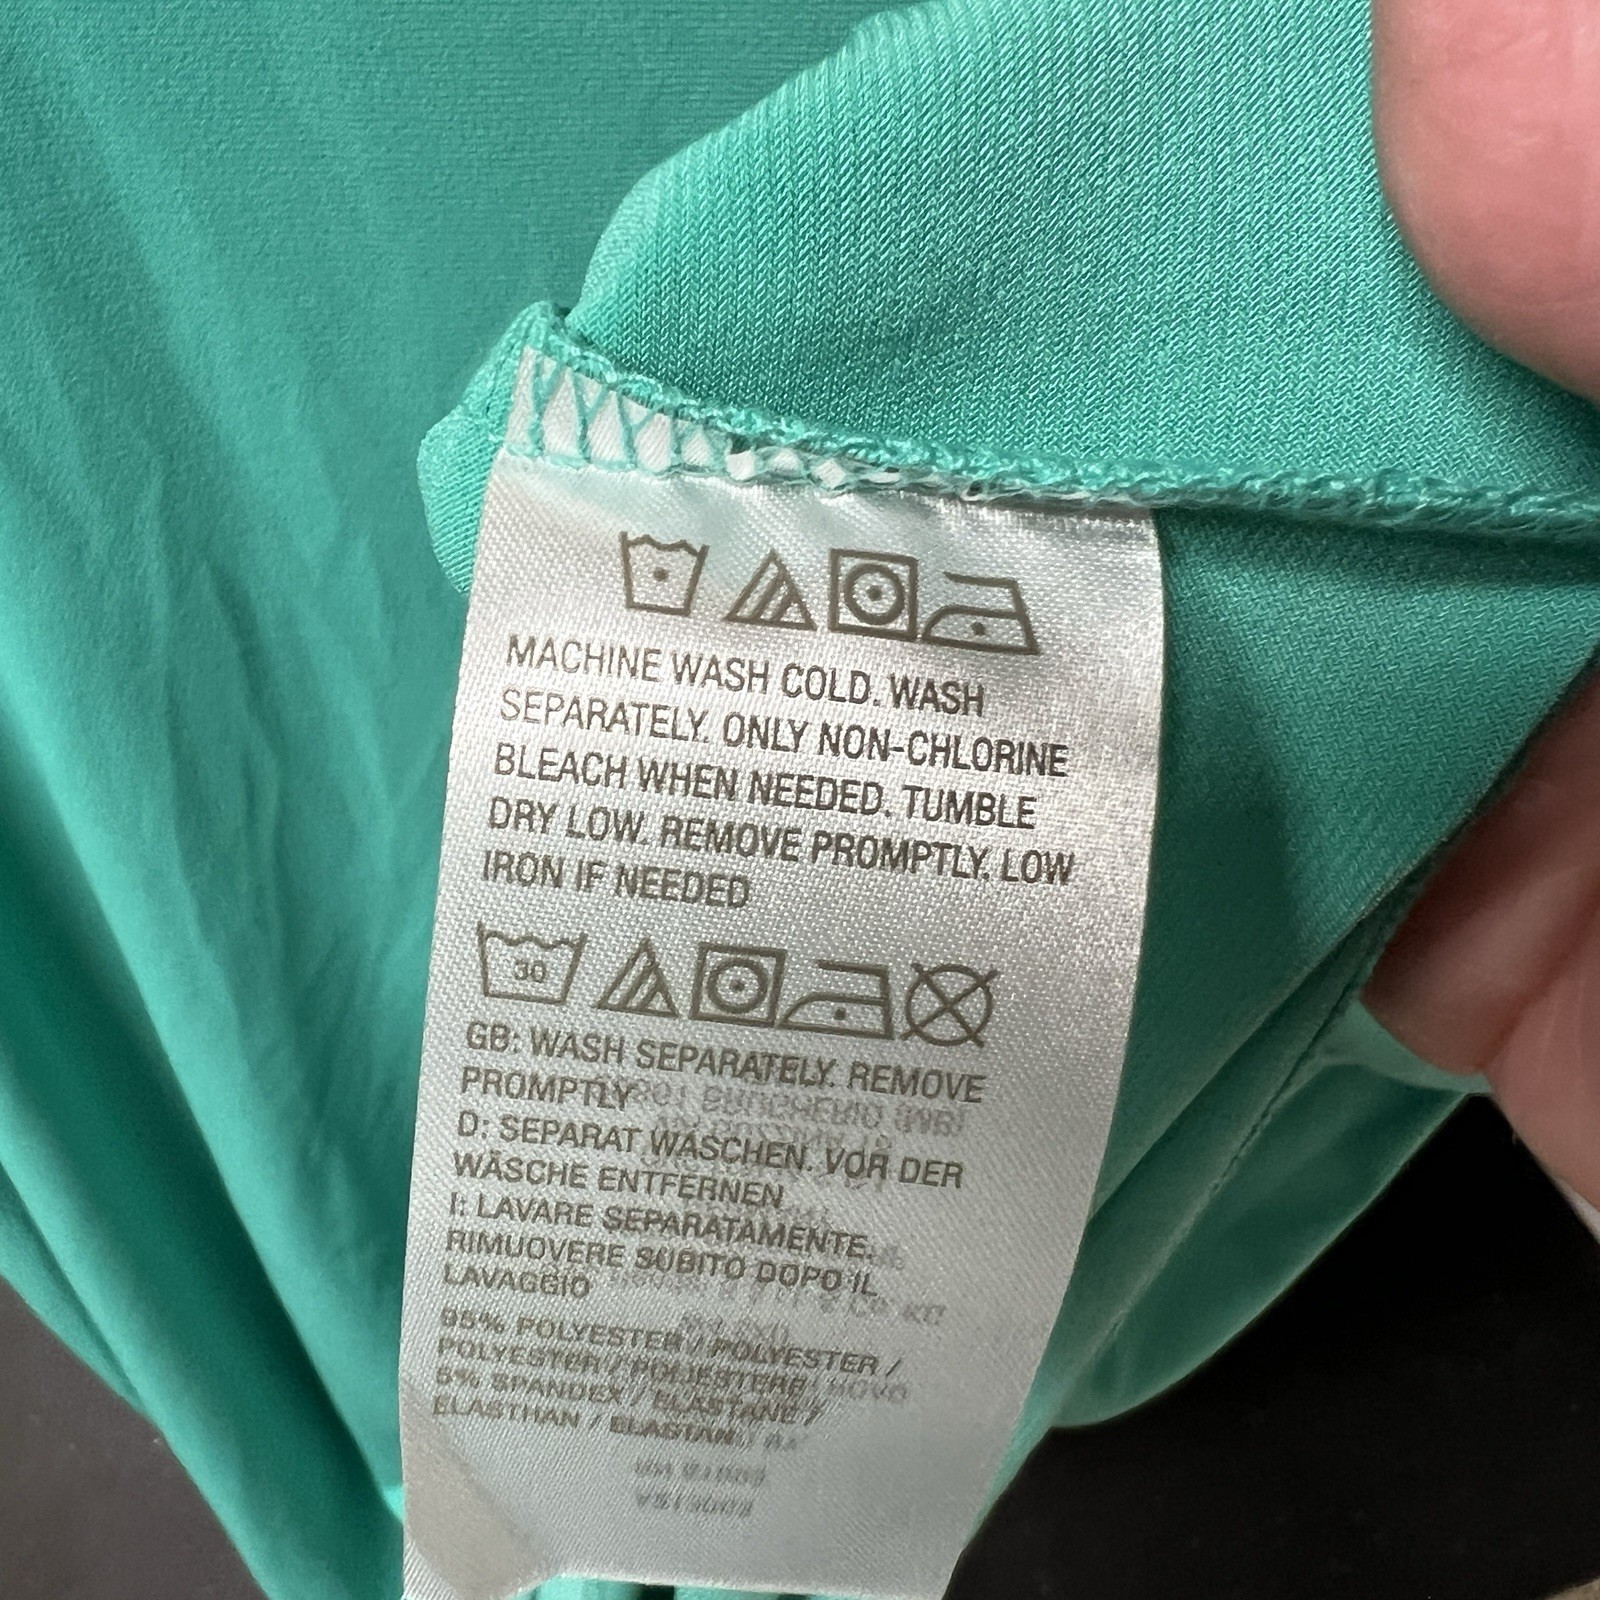 MACHINE WASH COLD. WASH
SEPARATELY. ONLY NON-CHLORINE
BLEACH WHEN NEEDED. TUMBLE
DRY LOW. REMOVE PROMPTLY. LOW
IRON IF NEEDED
30
GB: WASH SEPARATELY. REMOVE
PROMPTLY
D: SEPARAT WASCHEN. VOR DER
WÄSCHE ENTFERNEN
I: LAVARE SEPARATAMENTE.
RIMUOVERE SUBITO DOPO IL
LAVAGGIO
95% POLYESTER / POLYESTER /
POLYESTER / POLIESTERE
5% SPANDEX / ELASTANE /
ELASTHAN / ELASTAN